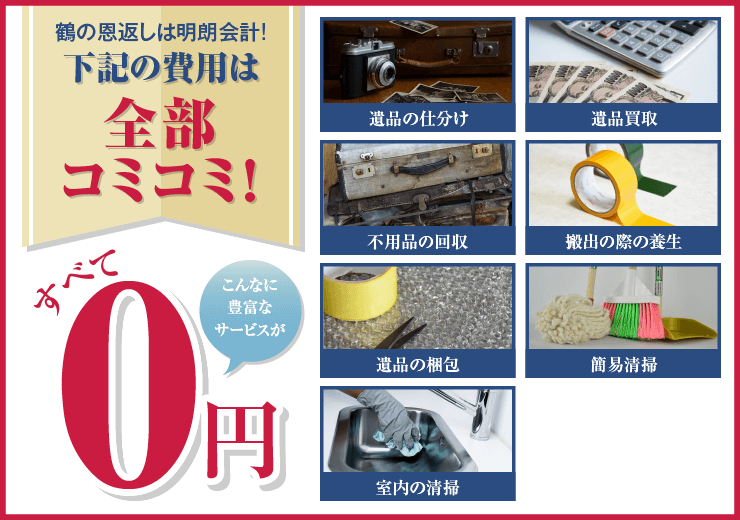 鶴の恩返しは明朗会計!
下記の費用は
全部
コミコミ!
すべて
0円
こんなに
豊富な
サービスが
遺品の仕分け
遺品買取
不用品の回収
搬出の際の養生
遺品の梱包
簡易清掃
室内の清掃